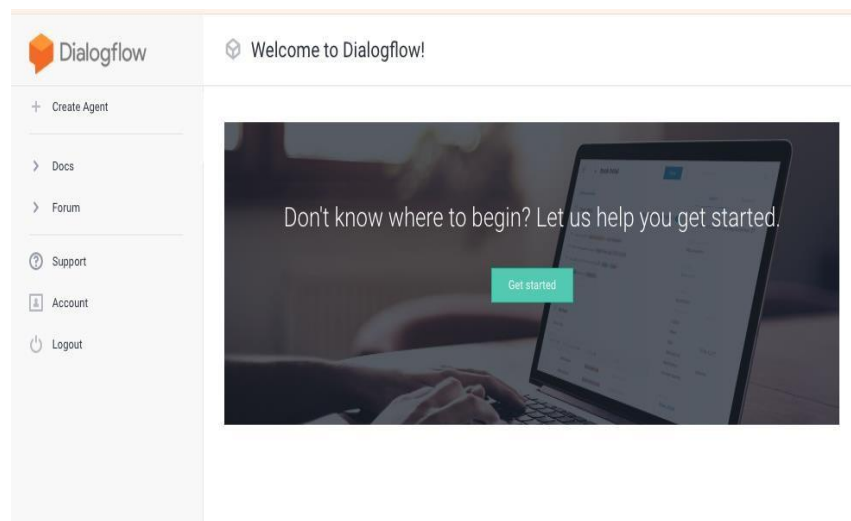 Dialogflow
Welcome to Dialogflow!
Create Agent
Docs
Forum
Support
Account
Logout
Don't know where to begin? Let us help you get started.
Get started